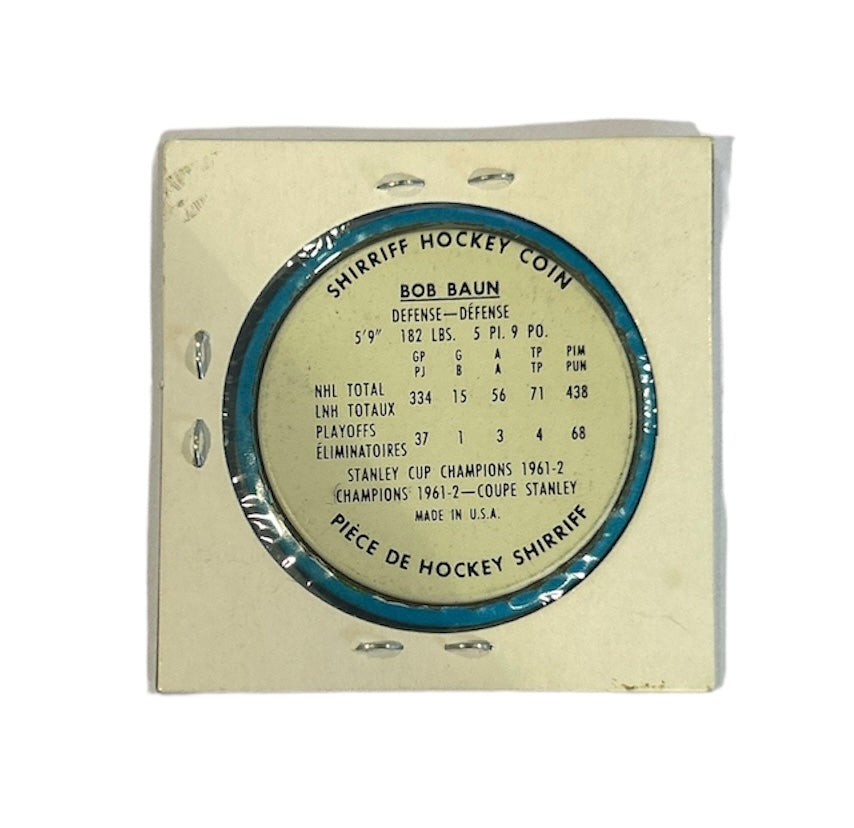 SHIRRIFF HOCKEY COIN
BOB BAUN
DEFENSE—DÉFENSE
5'9" 182 LBS. 5 PI. 9 PO.
GP G A TP PIM
PJ B A TP PUN
NHL TOTAL
LNH TOTAUX 334 15 56 71 438
PLAYOFFS
ÉLIMINATOIRES 37 1 3 4 68
STANLEY CUP CHAMPIONS 1961-2
CHAMPIONS 1961-2—COUPE STANLEY
MADE IN U.S.A.
PIÈCE DE HOCKEY SHIRRIFF